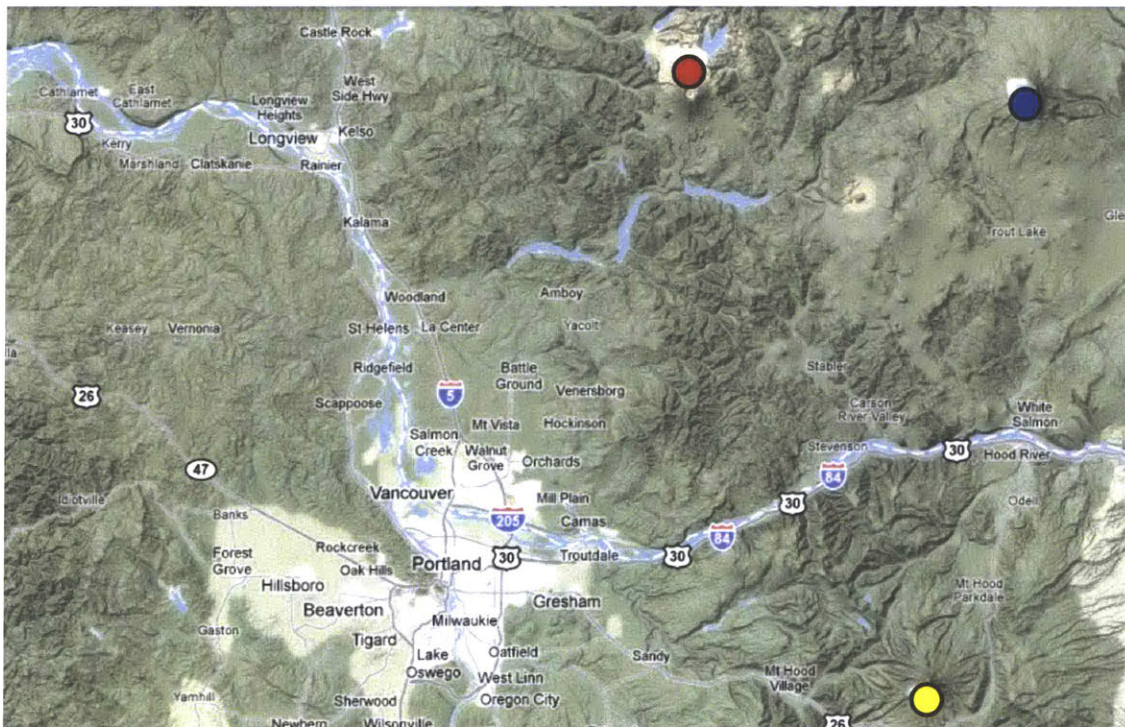 Castle Rock
West
Side Hwy
Cathlamet
East
Cathlamet
Longview
Heights
30
Longview
Kelso
Kerry
Marshland
Clatskanie
Rainier
Kalama
Trout Lake
Gle
Woodland
Amboy
Keasey
Vernonia
St Helens
La Center
Yacolt
lla
Ridgefield
Battle
Ground
Stabler
26
Scappoose
5
Venersborg
Carson
River Valley
White
Salmon
Mt Vista
Hockinson
Salmon
Creek
Walnut
Grove
Stevenson
30
Hood River
47
Orchards
84
Idiotville
Vancouver
Mill Plain
30
Odell
Banks
205
Camas
84
Forest
Grove
Rockcreek
Oak Hills
Portland
30
Troutdale
30
Hillsboro
Beaverton
Gresham
Mt Hood
Parkdale
Gaston
Tigard
Milwaukie
Lake
Oswego
Oatfield
Sandy
West Linn
Mt Hood
Village
Yamhill
Sherwood
Oregon City
Newberg
Wilsonville
26